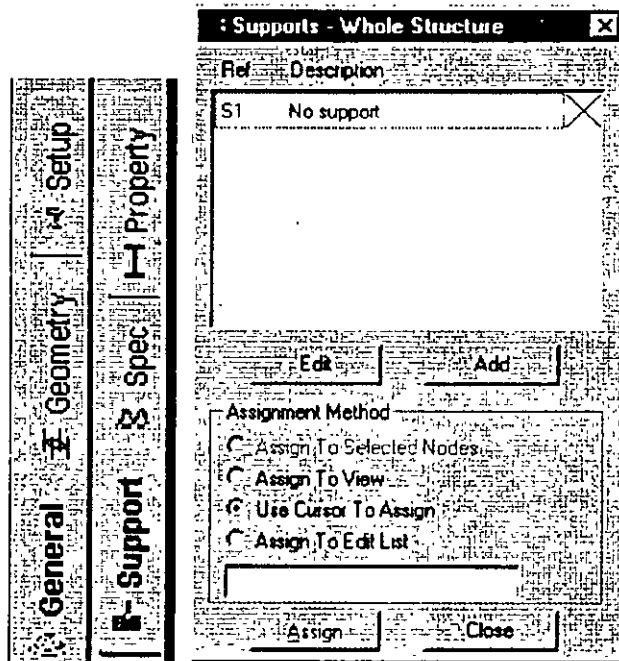 Setup
Geometry
General
Property
Spec
Support
: Supports - Whole Structure
Ref Description
S1 No support
Edit Add
Assignment Method
Assign To Selected Nodes
Assign To View
Use Cursor To Assign
Assign To Edit List
Assign Close